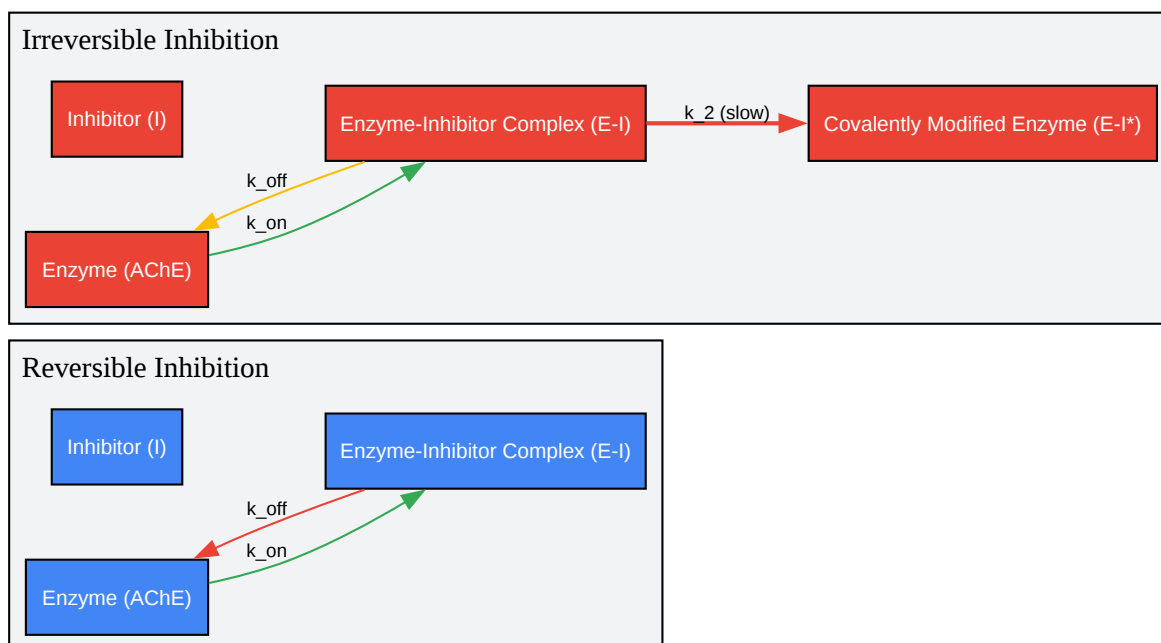 Irreversible Inhibition
Inhibitor (I)
Enzyme-Inhibitor Complex (E-I)
k_2 (slow)
Covalently Modified Enzyme (E-I*)
k_off
k_on
Enzyme (AChE)
Reversible Inhibition
Inhibitor (I)
Enzyme-Inhibitor Complex (E-I)
k_off
k_on
Enzyme (AChE)